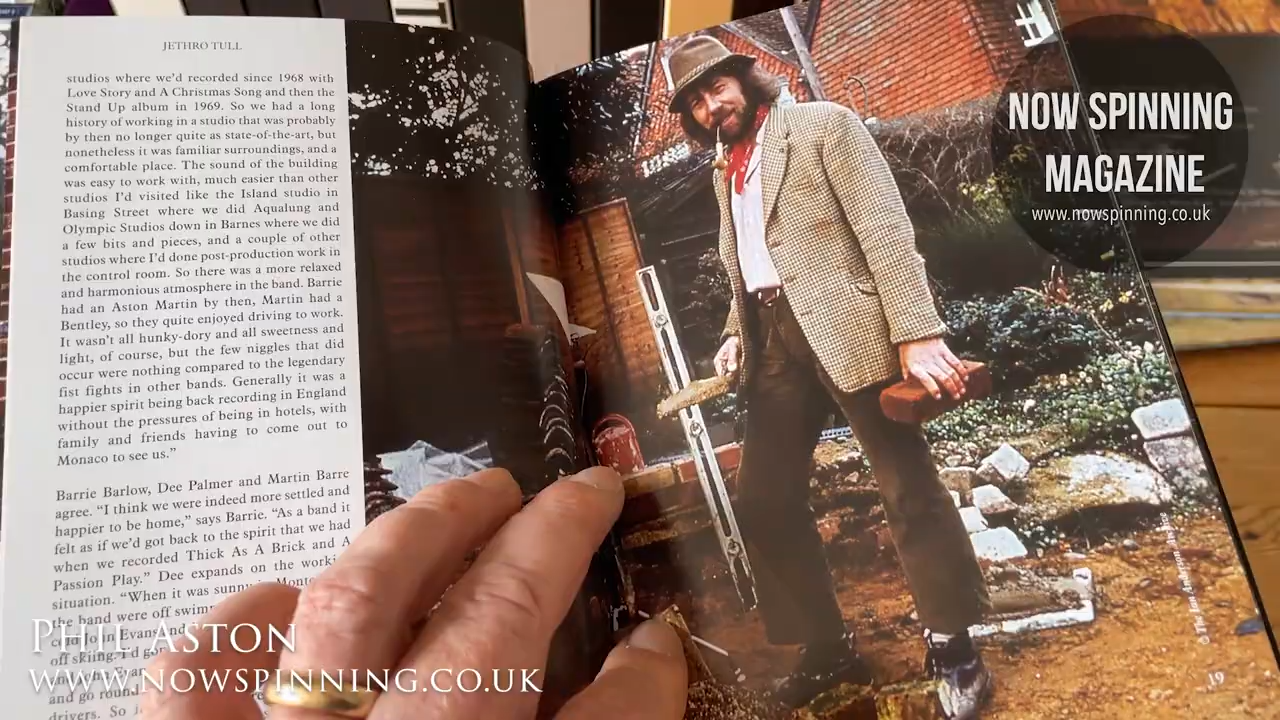 JETHRO TULL
studios where we'd recorded since 1968 with
Love Story and A Christmas Song and then the
Stand Up album in 1969. So we had a long
history of working in a studio that was probably
by then no longer quite as state-of-the-art, but
nonetheless it was familiar surroundings, and a
comfortable place. The sound of the building
was easy to work with, much easier than other
studios I'd visited like the Island studio in
Basing Street where we did Aqualung and
Olympic Studios down in Barnes where we did
a few bits and pieces, and a couple of other
studios where I'd done post-production work in
the control room. So there was a more relaxed
and harmonious atmosphere in the band. Barrie
had an Aston Martin by then, Martin had a
Bentley, so they quite enjoyed driving to work.
It wasn't all hunky-dory and all sweetness and
light, of course, but the few niggles that did
occur were nothing compared to the legendary
fist fights in other bands. Generally it was a
happier spirit being back recording in England
without the pressures of being in hotels, with
family and friends having to come out to
Monaco to see us."
Barrie Barlow, Dee Palmer and Martin Barre
agree. "I think we were indeed more settled and
happier to be home," says Barrie. "As a band it
felt as if we'd got back to the spirit that we had
when we recorded Thick As A Brick and A
Passion Play." Dee expands on the
situation. "When it was sunny in
the band were off
John Evan
off skiing. I'd
and go round
drivers. So
NOW SPINNING
MAGAZINE
www.nowspinning.co.uk
© The Ian Anderson
19
PHIL ASTON
WWW.NOWSPINNING.CO.UK